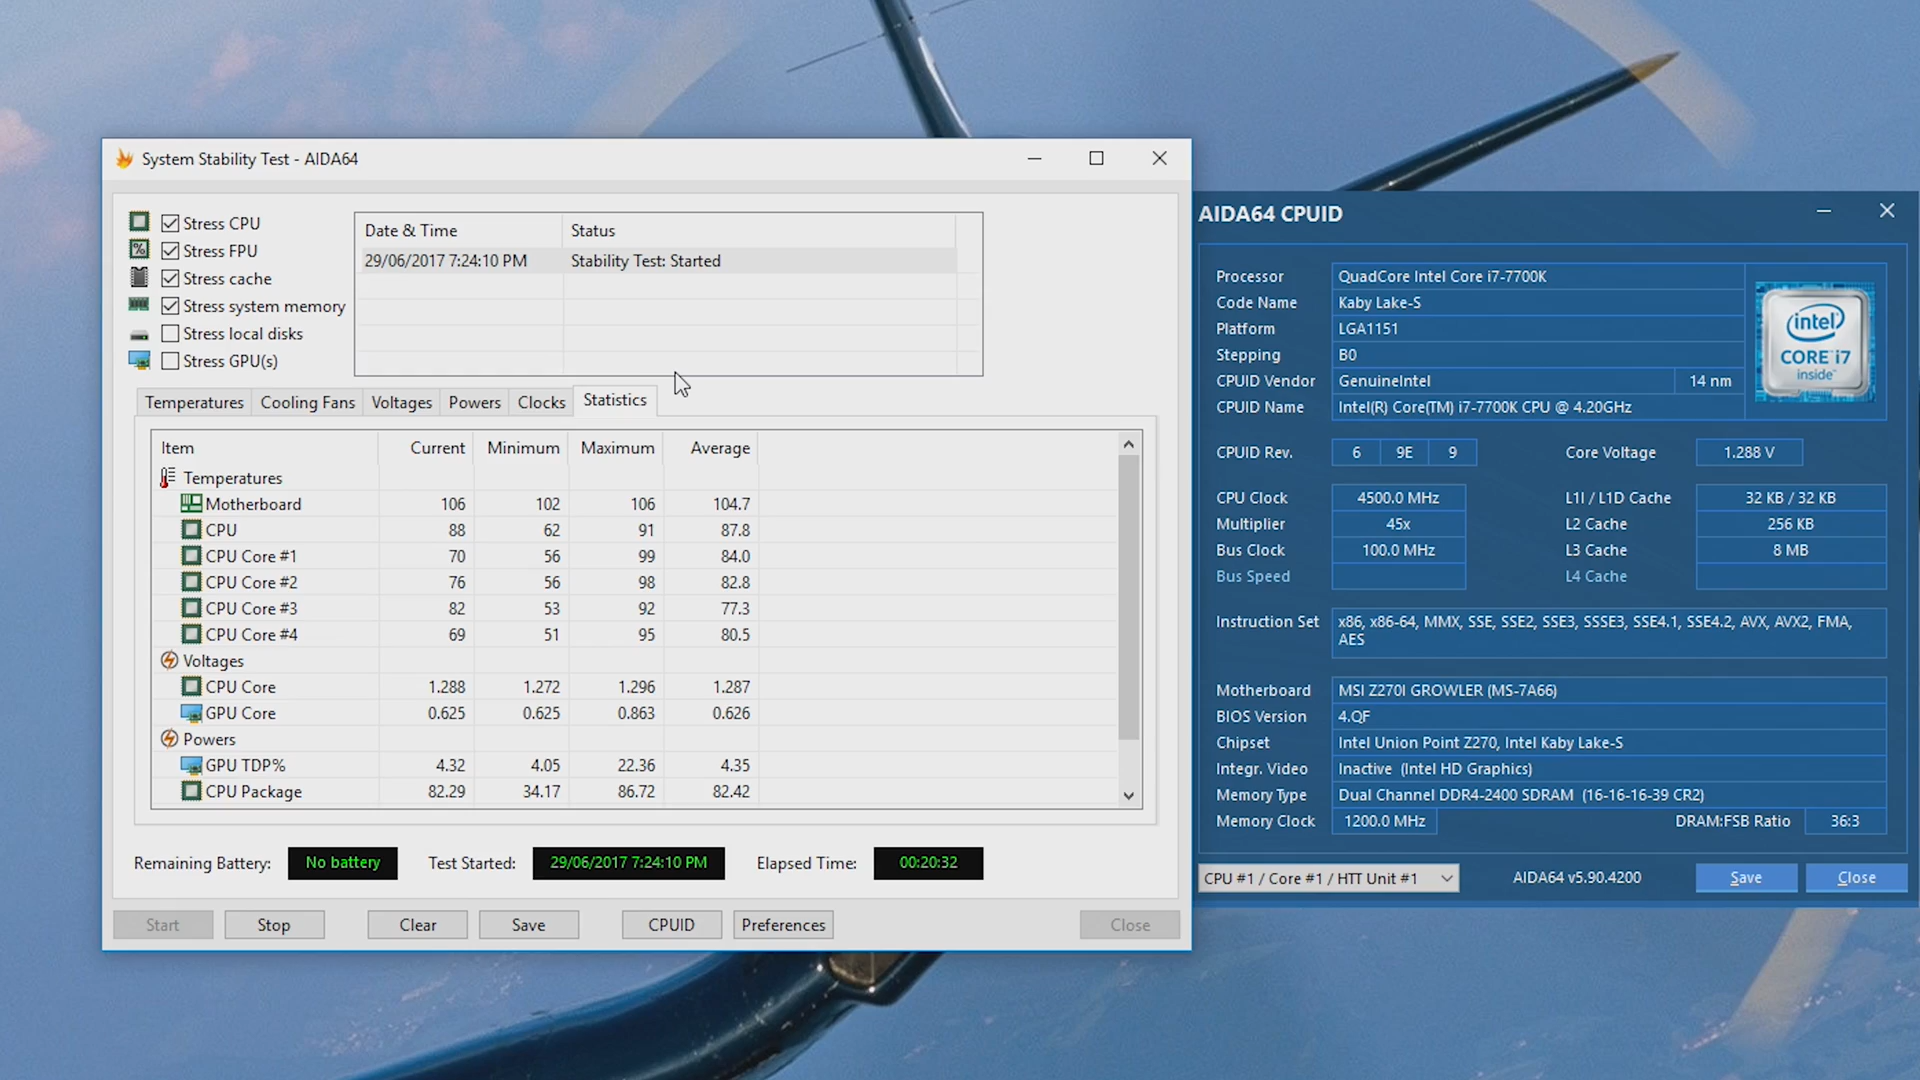 System Stability Test - AIDA64
Stress CPU
Stress FPU
Stress cache
Stress system memory
Stress local disks
Stress GPU(s)
Date & Time Status
29/06/2017 7:24:10 PM Stability Test: Started
Temperatures Cooling Fans Voltages Powers Clocks Statistics
Item Current Minimum Maximum Average
Temperatures
Motherboard 106 102 106 104.7
CPU 88 62 91 87.8
CPU Core #1 70 56 99 84.0
CPU Core #2 76 56 98 82.8
CPU Core #3 82 53 92 77.3
CPU Core #4 69 51 95 80.5
Voltages
CPU Core 1.288 1.272 1.296 1.287
GPU Core 0.625 0.625 0.863 0.626
Powers
GPU TDP% 4.32 4.05 22.36 4.35
CPU Package 82.29 34.17 86.72 82.42
Remaining Battery: No battery Test Started: 29/06/2017 7:24:10 PM Elapsed Time: 00:20:32
Start Stop Clear Save CPUID Preferences Close
AIDA64 CPUID
Processor QuadCore Intel Core i7-7700K
Code Name Kaby Lake-S
Platform LGA1151
Stepping B0
CPUID Vendor GenuineIntel 14 nm
CPUID Name Intel(R) Core(TM) i7-7700K CPU @ 4.20GHz
intel
CORE i7
inside™
CPUID Rev. 6 9E 9 Core Voltage 1.288 V
CPU Clock 4500.0 MHz L1I / L1D Cache 32 KB / 32 KB
Multiplier 45x L2 Cache 256 KB
Bus Clock 100.0 MHz L3 Cache 8 MB
Bus Speed L4 Cache
Instruction Set x86, x86-64, MMX, SSE, SSE2, SSE3, SSSE3, SSE4.1, SSE4.2, AVX, AVX2, FMA,
AES
Motherboard MSI Z270I GROWLER (MS-7A66)
BIOS Version 4.QF
Chipset Intel Union Point Z270, Intel Kaby Lake-S
Integr. Video Inactive (Intel HD Graphics)
Memory Type Dual Channel DDR4-2400 SDRAM (16-16-16-39 CR2)
Memory Clock 1200.0 MHz DRAM:FSB Ratio 36:3
CPU #1 / Core #1 / HTT Unit #1 AIDA64 v5.90.4200 Save Close